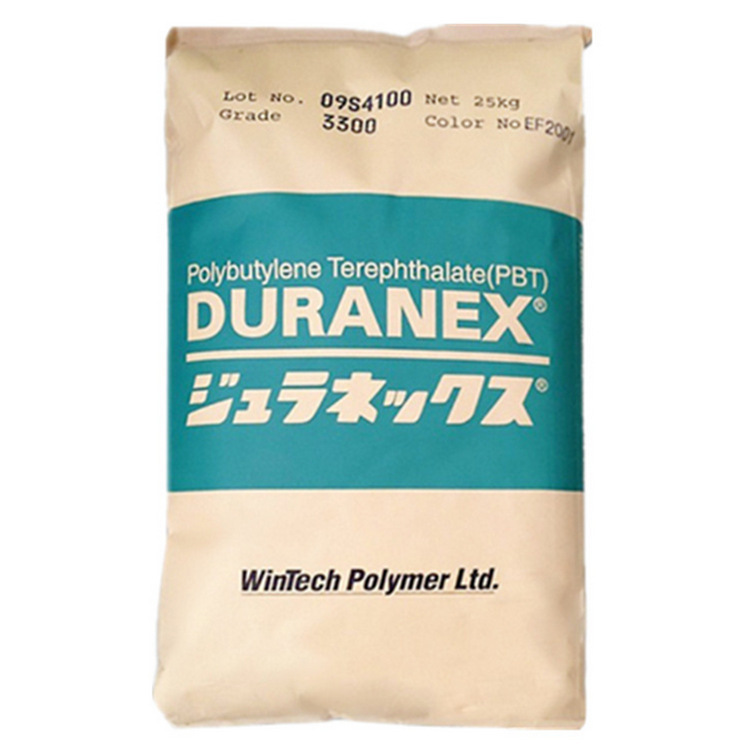 Lot No. 09S4100 Net 25kg
Grade 3300 Color No EF2001
Polybutylene Terephthalate(PBT)
DURANEX®
ジュラネックス®
WinTech Polymer Ltd.